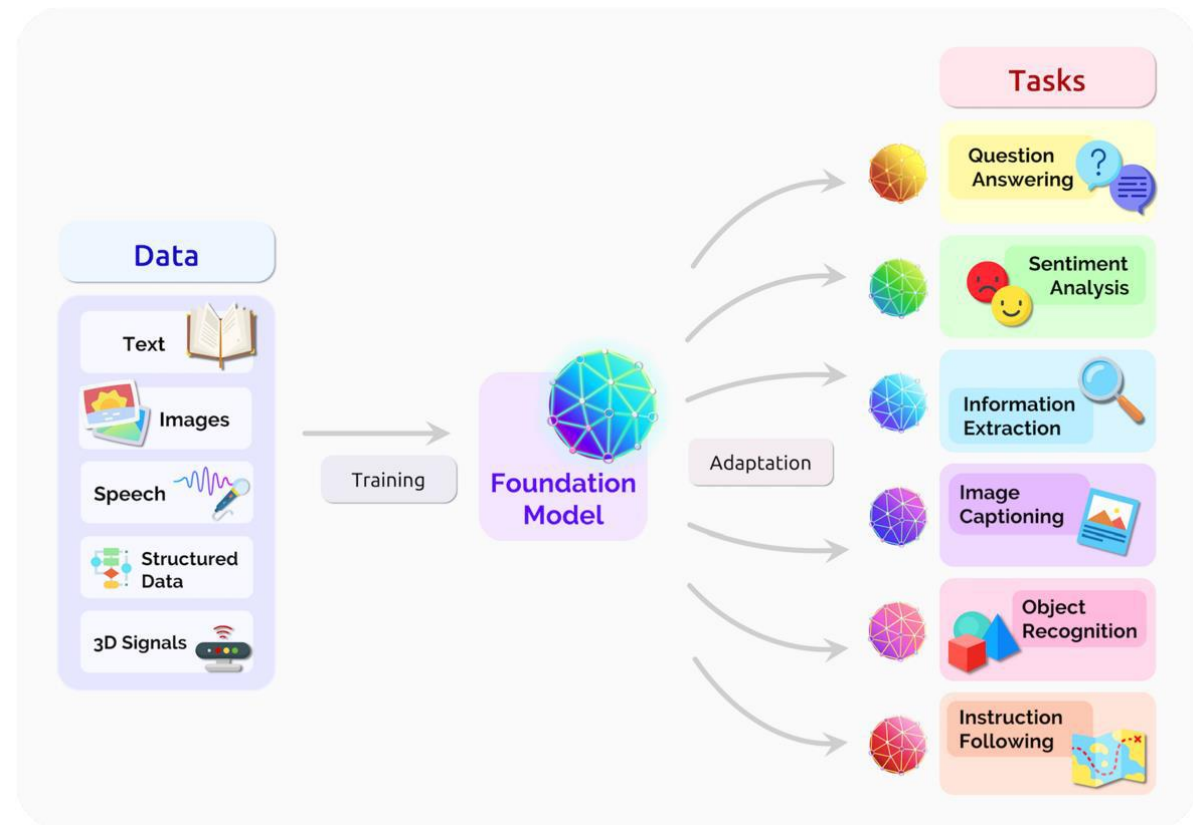 Data
Text
Images
Speech
Structured
Data
3D Signals
Training
Foundation
Model
Adaptation
Tasks
Question
Answering
?
Sentiment
Analysis
Information
Extraction
Image
Captioning
Object
Recognition
Instruction
Following